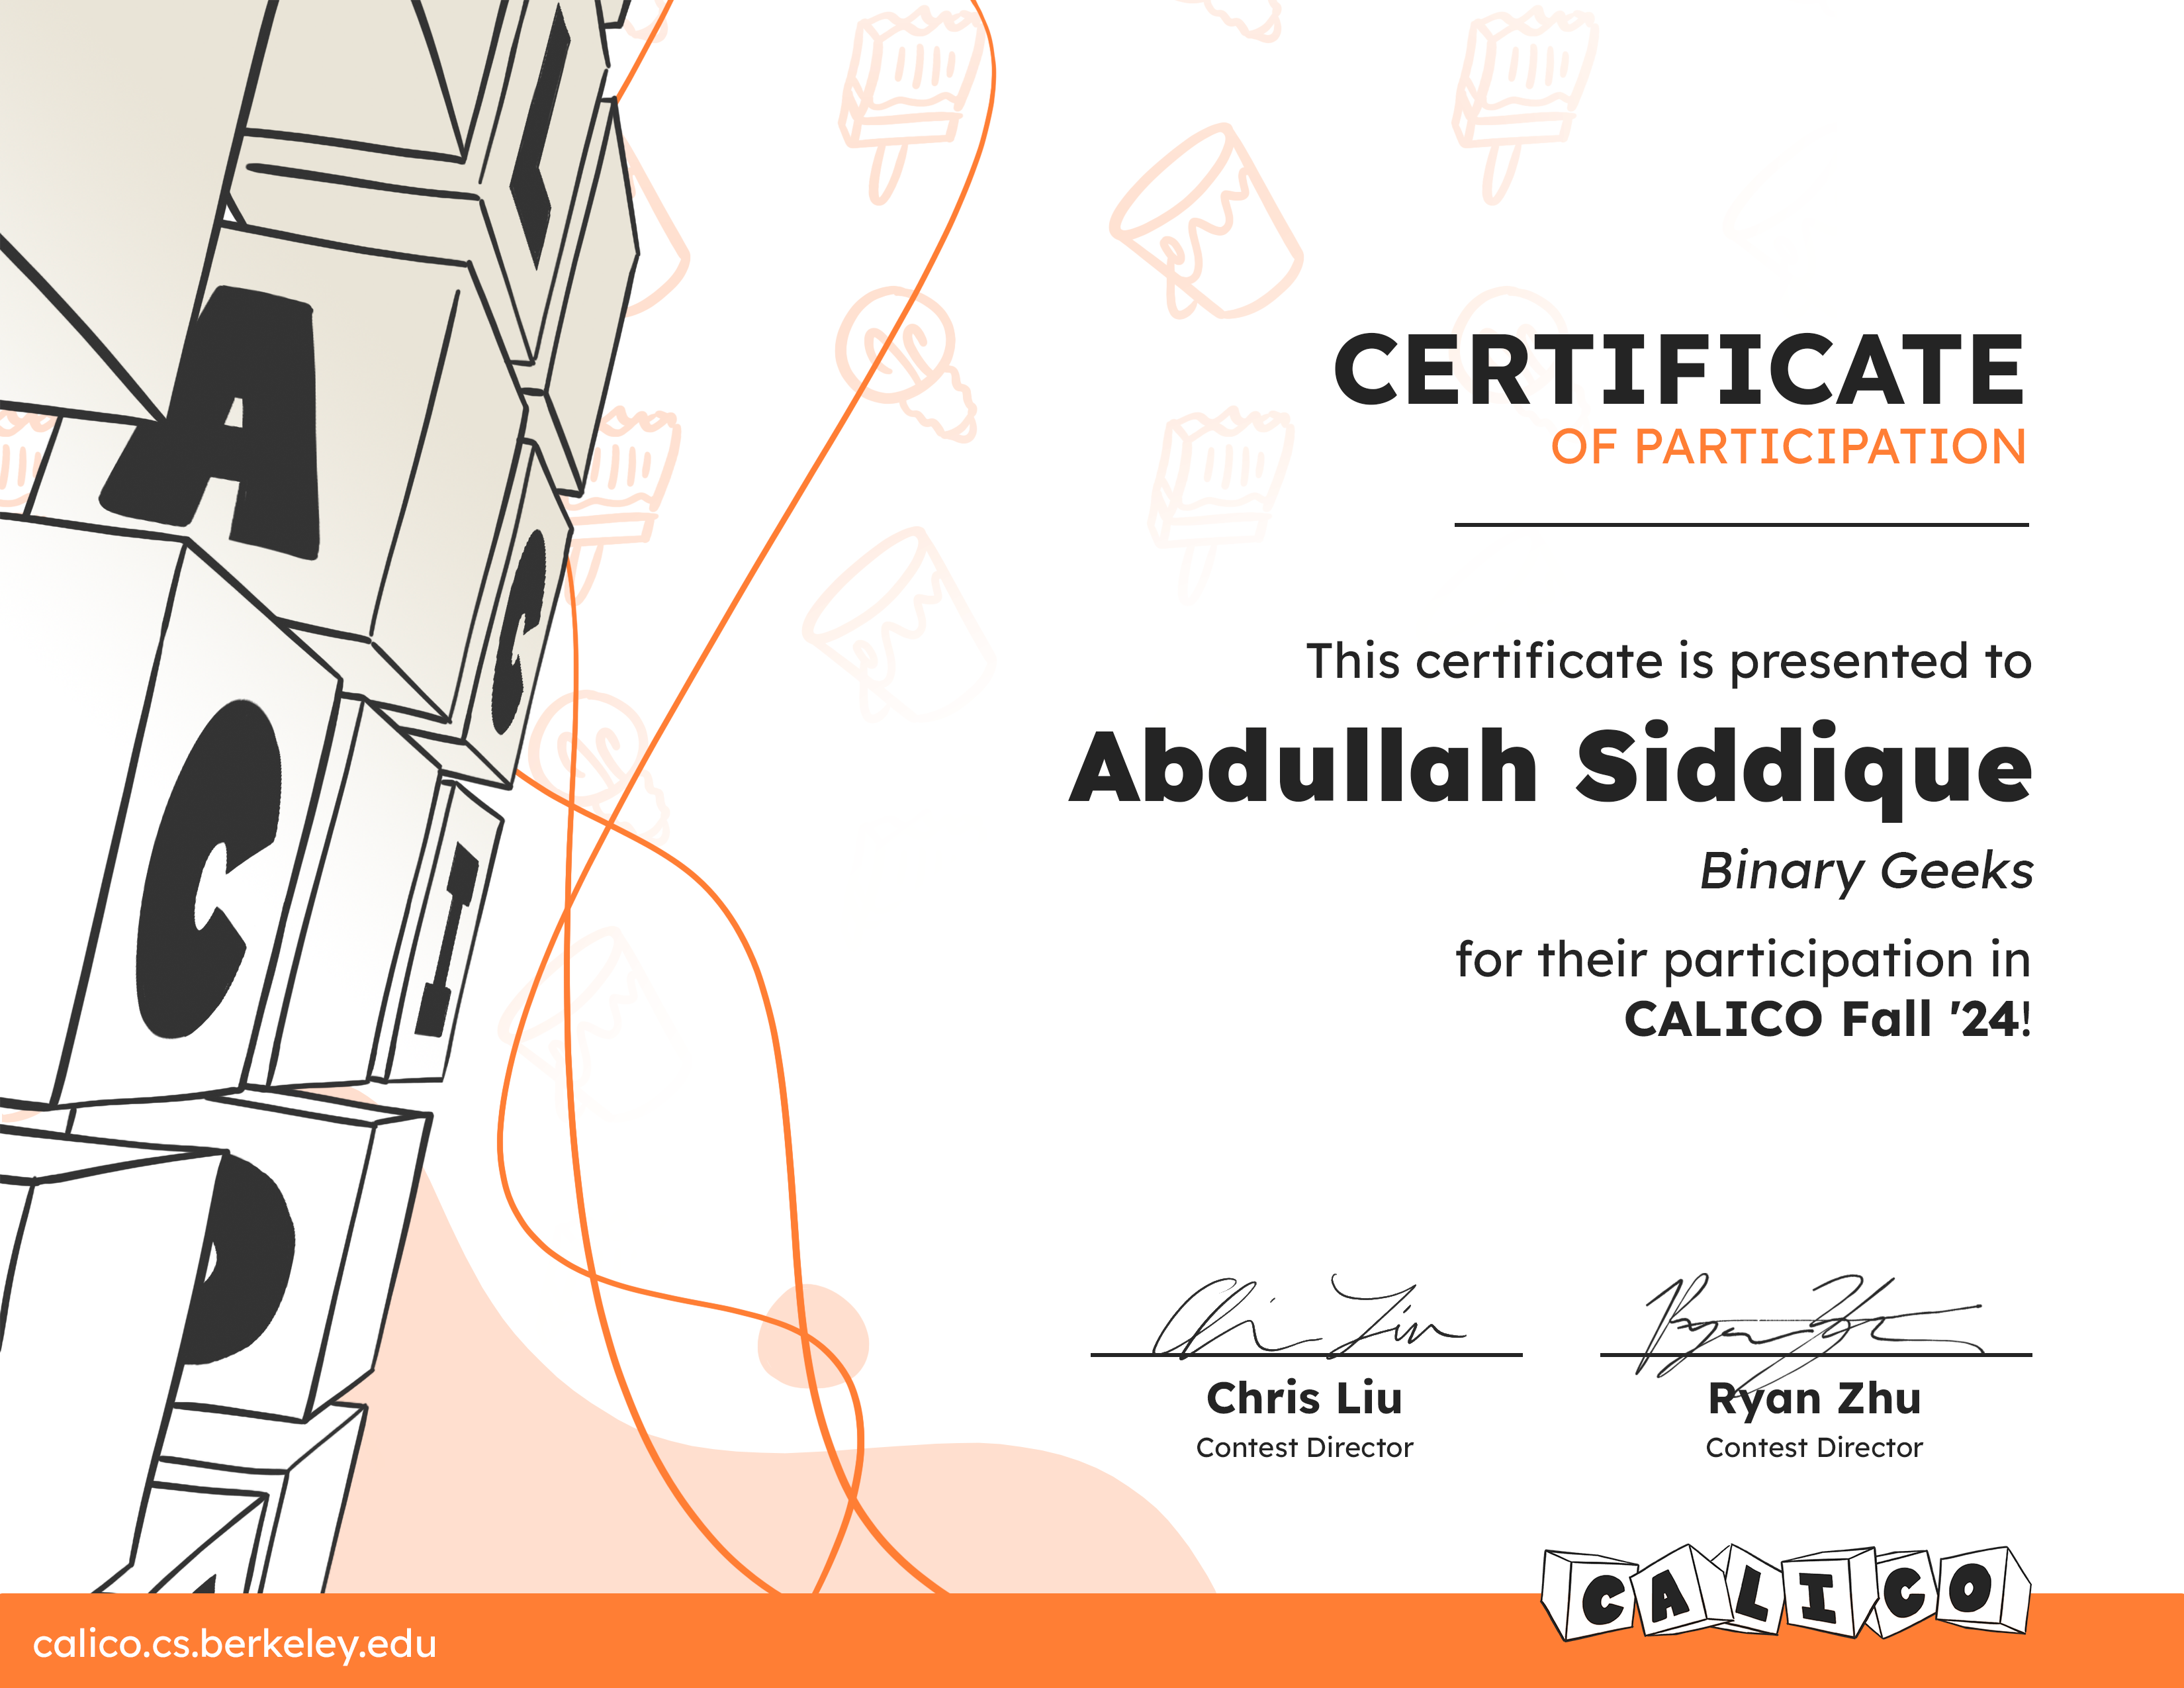 CERTIFICATE
OF PARTICIPATION
This certificate is presented to
Abdullah Siddique
Binary Geeks
for their participation in
CALICO Fall '24!
Chris Liu
Contest Director
Ryan Zhu
Contest Director
CALICO
calico.cs.berkeley.edu
L
A
C
C
I